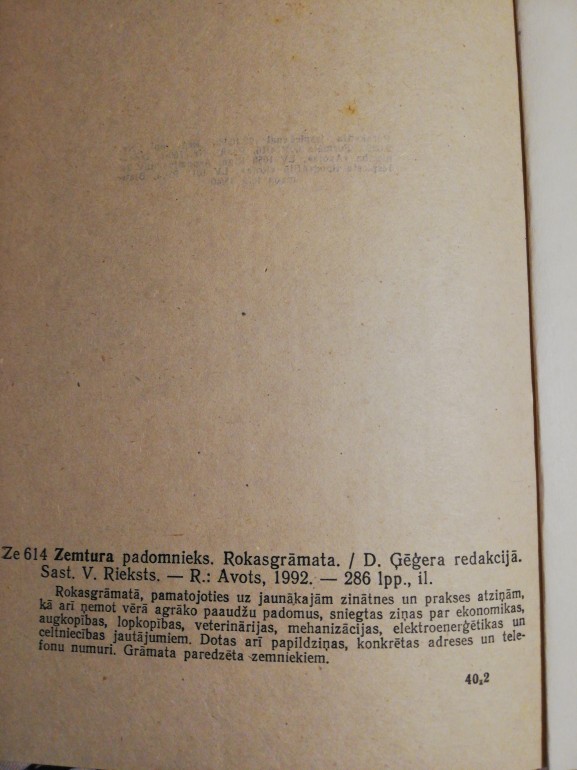 Ze 614 Zemtura padomnieks. Rokasgrāmata. / D. Ģēģera redakcijā.
Sast. V. Rieksts. — R.: Avots, 1992. — 286 lpp., il.
Rokasgrāmatā, pamatojoties uz jaunākajām zinātnes un prakses atziņām,
kā arī ņemot vērā agrāko paaudžu padomus, sniegtas ziņas par ekonomikas,
augkopības, lopkopības, veterinārijas, mehanizācijas, elektroenerģētikas un
celtniecības jautājumiem. Dotas arī papildziņas, konkrētas adreses un tele-
fonu numuri. Grāmata paredzēta zemniekiem.
40,2